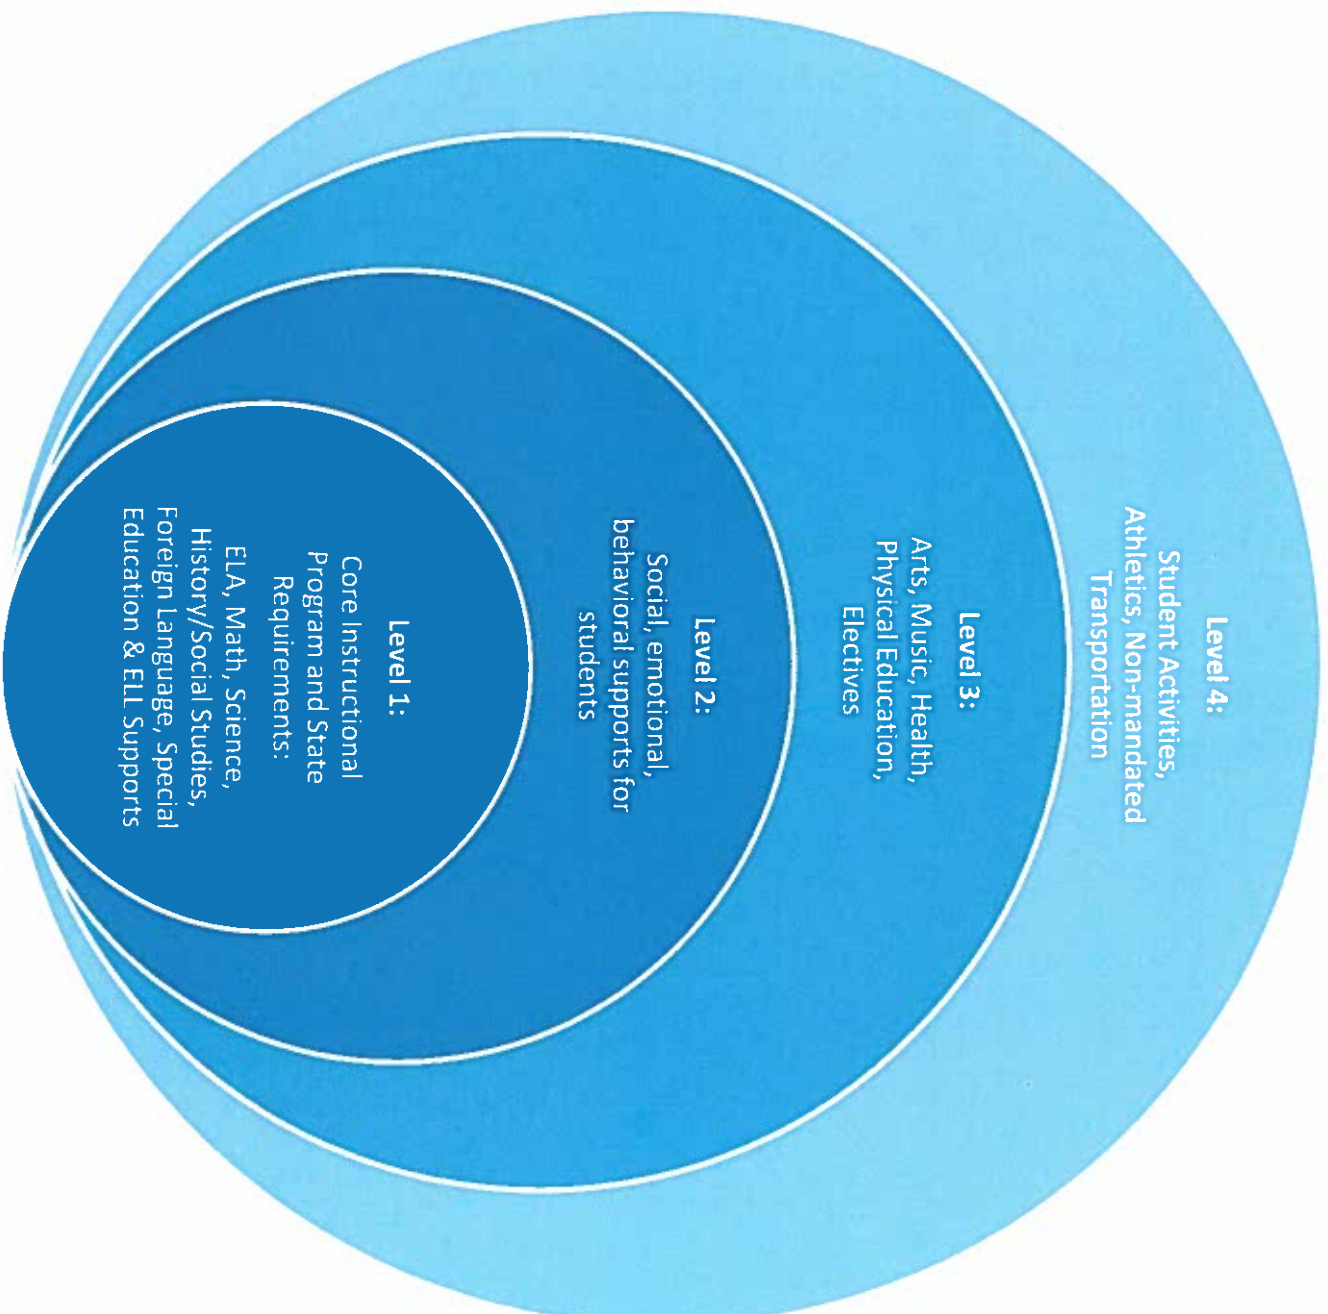 Level 4:
Student Activities,
Athletics, Non-mandated
Transportation
Level 3:
Arts, Music, Health,
Physical Education,
Electives
Level 2:
Social, emotional,
behavioral supports for
students
Level 1:
Core Instructional
Program and State
Requirements:
ELA, Math, Science,
History/Social Studies,
Foreign Language, Special
Education & ELL Supports